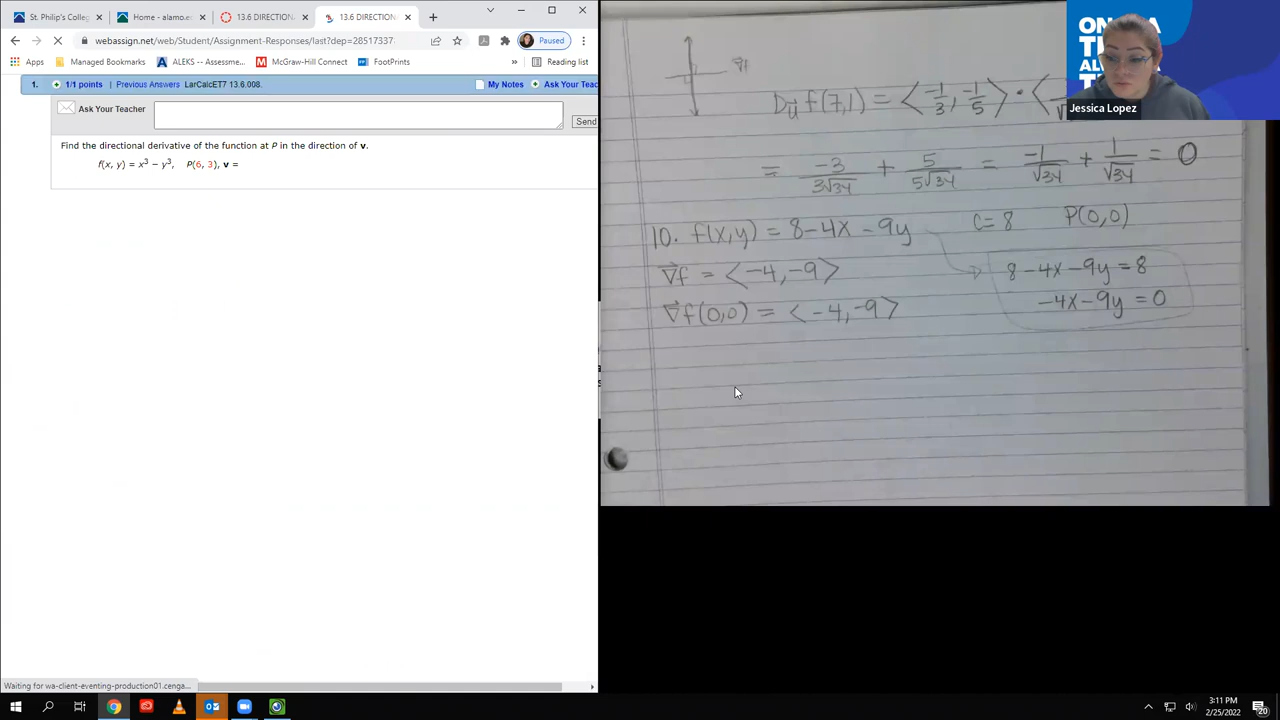 St. Philip's Colleg
Home - alamo.e
13.6 DIRECTION
13.6 DIRECTION
webassign.net/web/Student/Assignment-Responses/last?dep=28517337
Paused
Apps
Managed Bookmarks
ALEKS -- Assessme...
McGraw-Hill Connect
FootPrints
»
Reading list
1.
1/1 points
Previous Answers
LarCalcET7 13.6.008.
My Notes
Ask Your Teach
Ask Your Teacher
Send
Find the directional derivative of the function at P in the direction of v.
f(x, y) = x³ − y³, P(6, 3), v =
Waiting for wa-client-eventing-production01.cenga...
D_u f(7,1) = <-1/3, -1/5> · <
= -3/(3√34) + 5/(5√34) = -1/√34 + 1/√34 = 0
10. f(x,y) = 8-4x-9y C=8 P(0,0)
∇f = <-4,-9>
8-4x-9y=8
-4x-9y=0
∇f(0,0) = <-4,-9>
Jessica Lopez
3:11 PM
2/25/2022
20